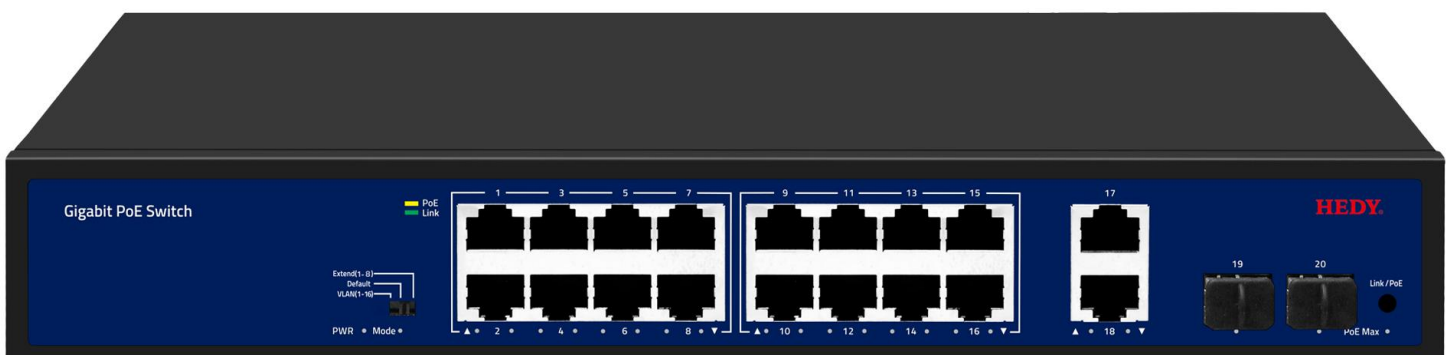 1 3 5 7 9 11 13 15 17
Gigabit PoE Switch
PoE
Link
HEDY.
19 20
Extend(1-8)
Default
VLAN(1-16)
Link/PoE
PWR Mode
2 4 6 8 10 12 14 16 18
PoE Max